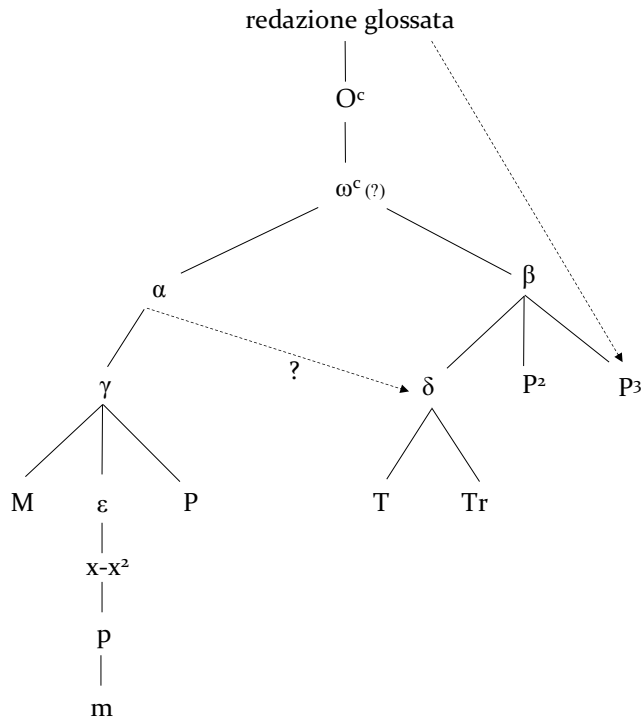 redazione glossata
Oᶜ
ωᶜ (?)
α β
?
γ δ P² P³
M ε P T Tr
x-x²
p
m